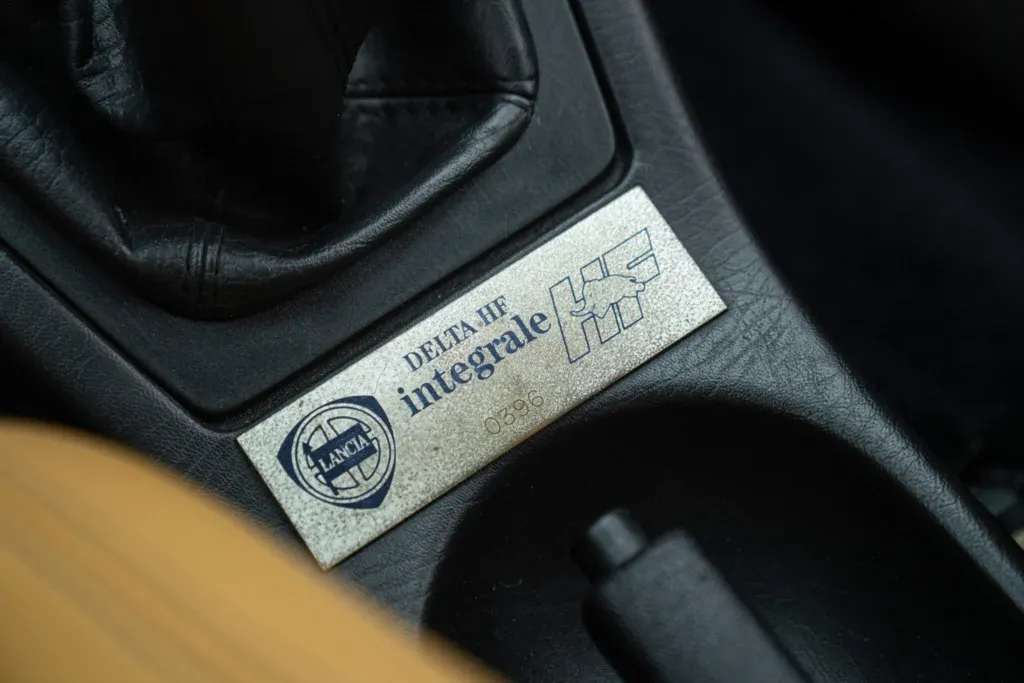 LANCIA
DELTA HF
integrale
0396
HF